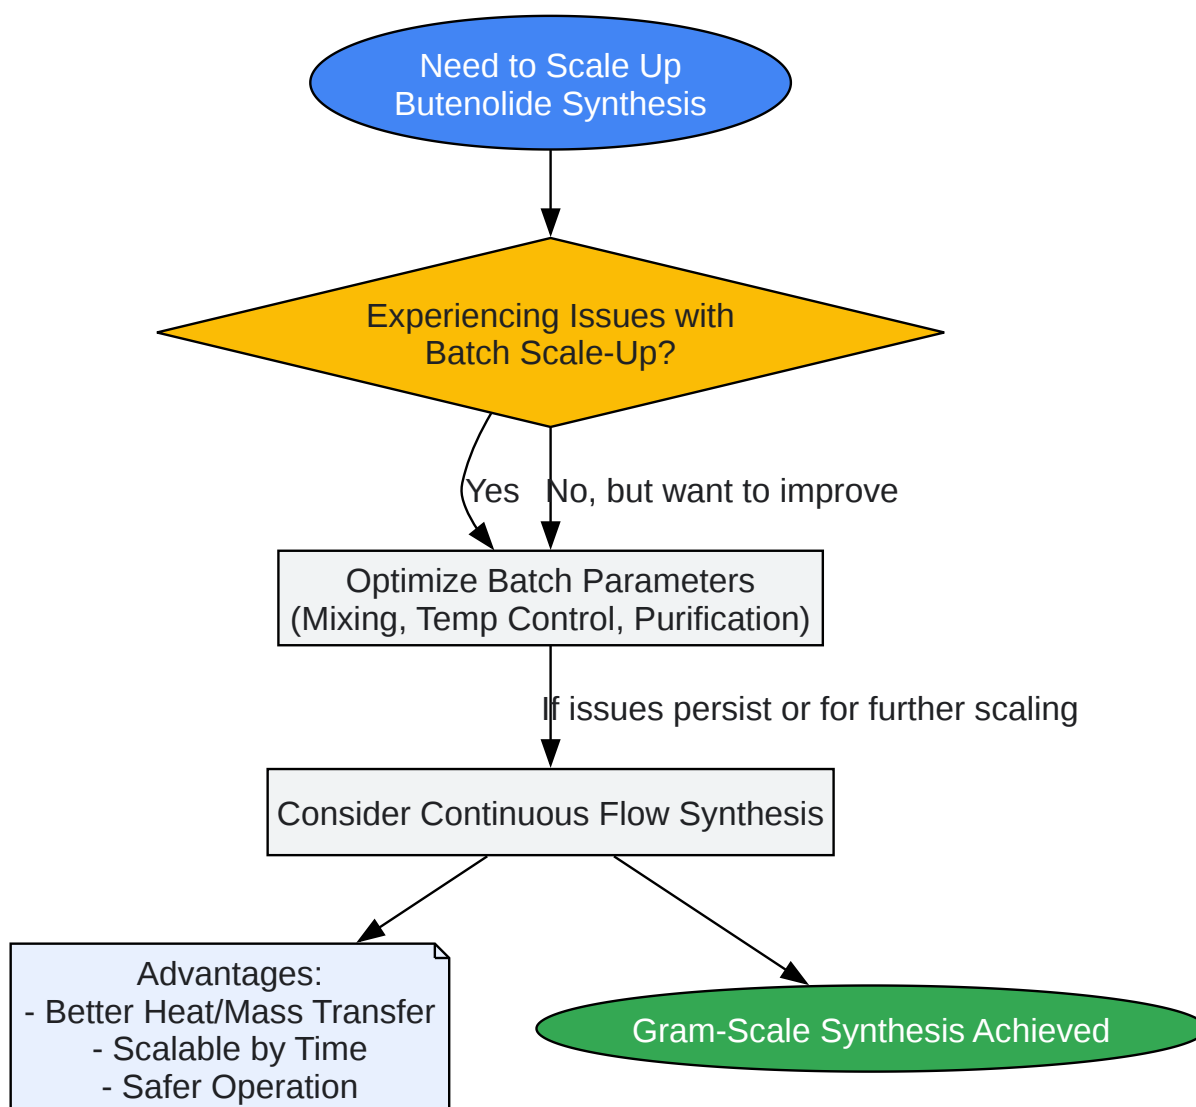 Need to Scale Up
Butenolide Synthesis
Experiencing Issues with
Batch Scale-Up?
Yes
No, but want to improve
Optimize Batch Parameters
(Mixing, Temp Control, Purification)
If issues persist or for further scaling
Consider Continuous Flow Synthesis
Advantages:
- Better Heat/Mass Transfer
- Scalable by Time
- Safer Operation
Gram-Scale Synthesis Achieved